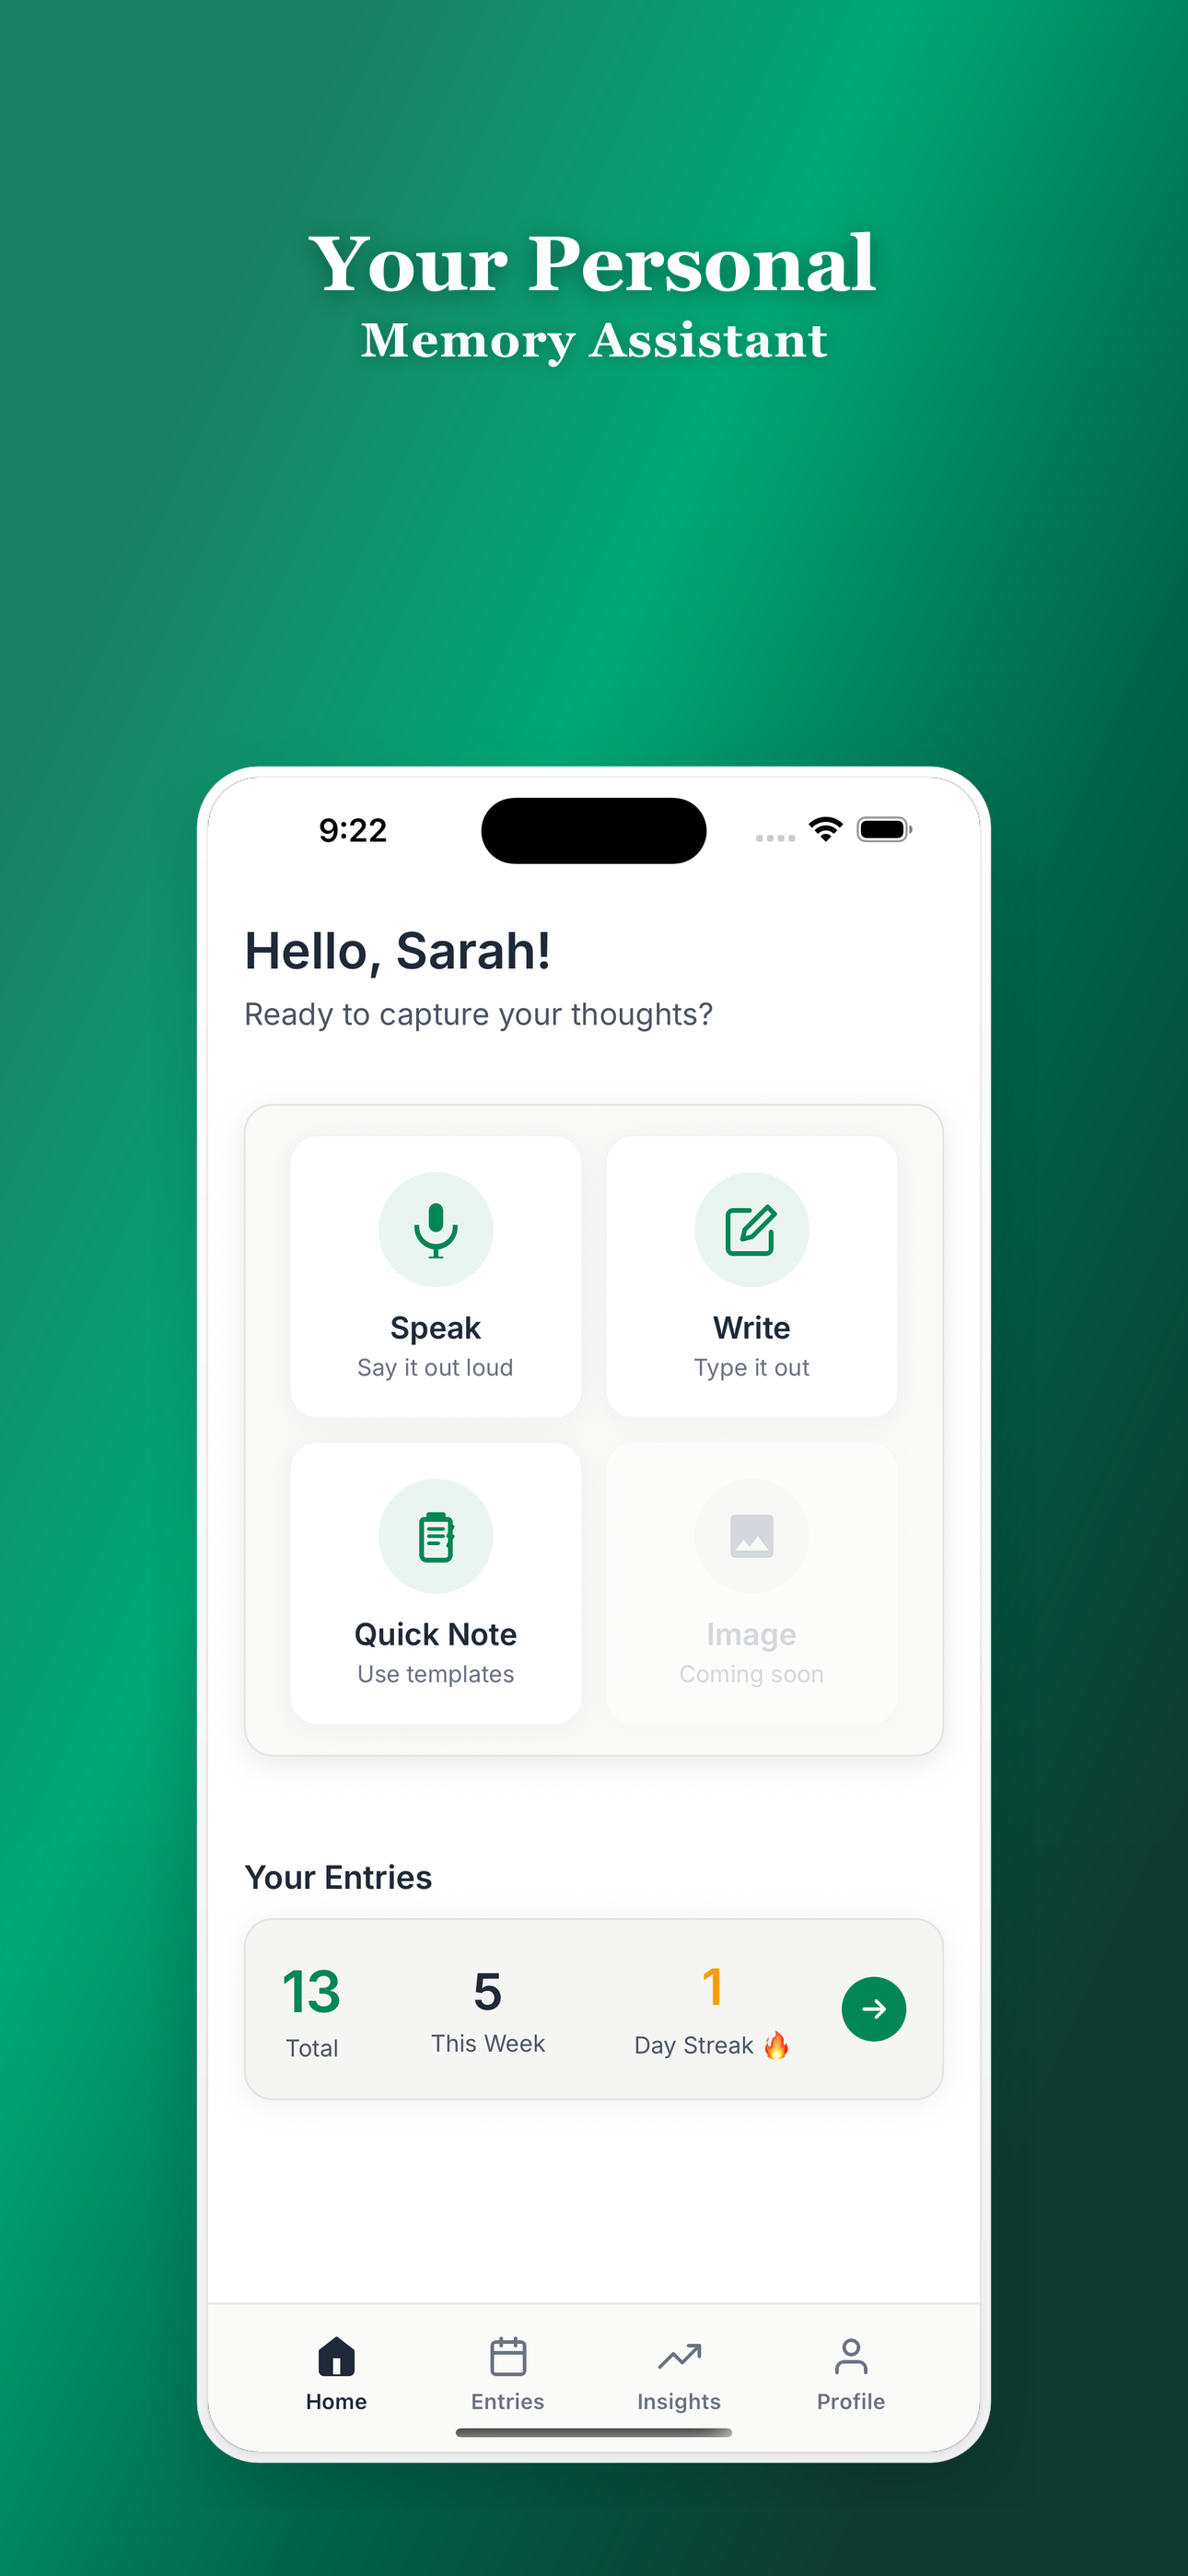 Your Personal
Memory Assistant
9:22
Hello, Sarah!
Ready to capture your thoughts?
Speak
Say it out loud
Write
Type it out
Quick Note
Use templates
Image
Coming soon
Your Entries
13
Total
5
This Week
1
Day Streak 🔥
Home
Entries
Insights
Profile